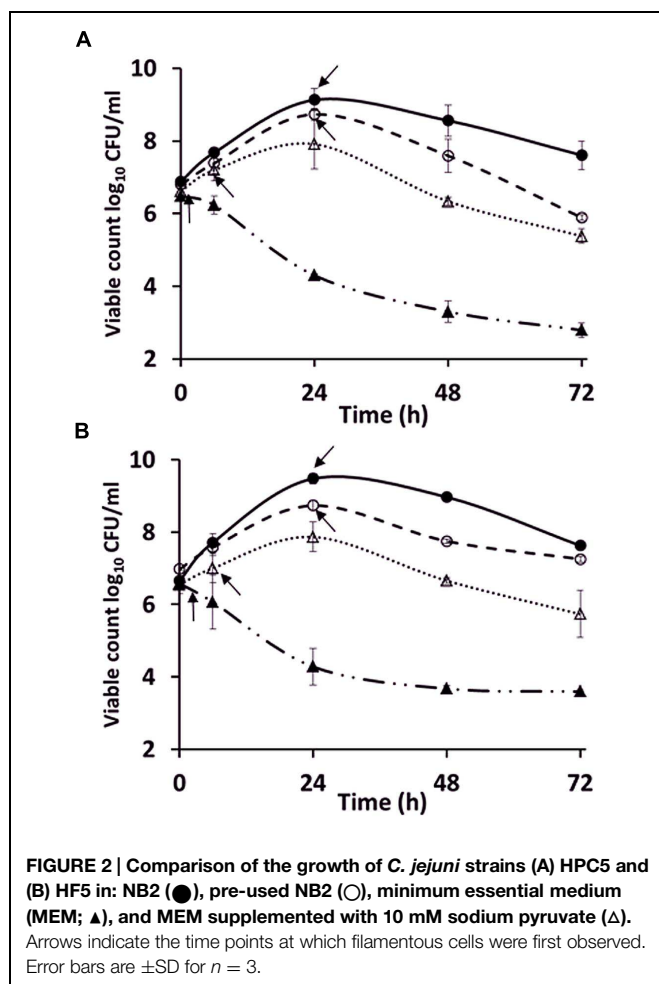 A
10
8
6
4
2
Viable count log₁₀ CFU/ml
0 24 48 72
Time (h)
B
10
8
6
4
2
Viable count log₁₀ CFU/ml
0 24 48 72
Time (h)
FIGURE 2 | Comparison of the growth of C. jejuni strains (A) HPC5 and
(B) HF5 in: NB2 (●), pre-used NB2 (○), minimum essential medium
(MEM; ▲), and MEM supplemented with 10 mM sodium pyruvate (△).
Arrows indicate the time points at which filamentous cells were first observed.
Error bars are ±SD for n = 3.